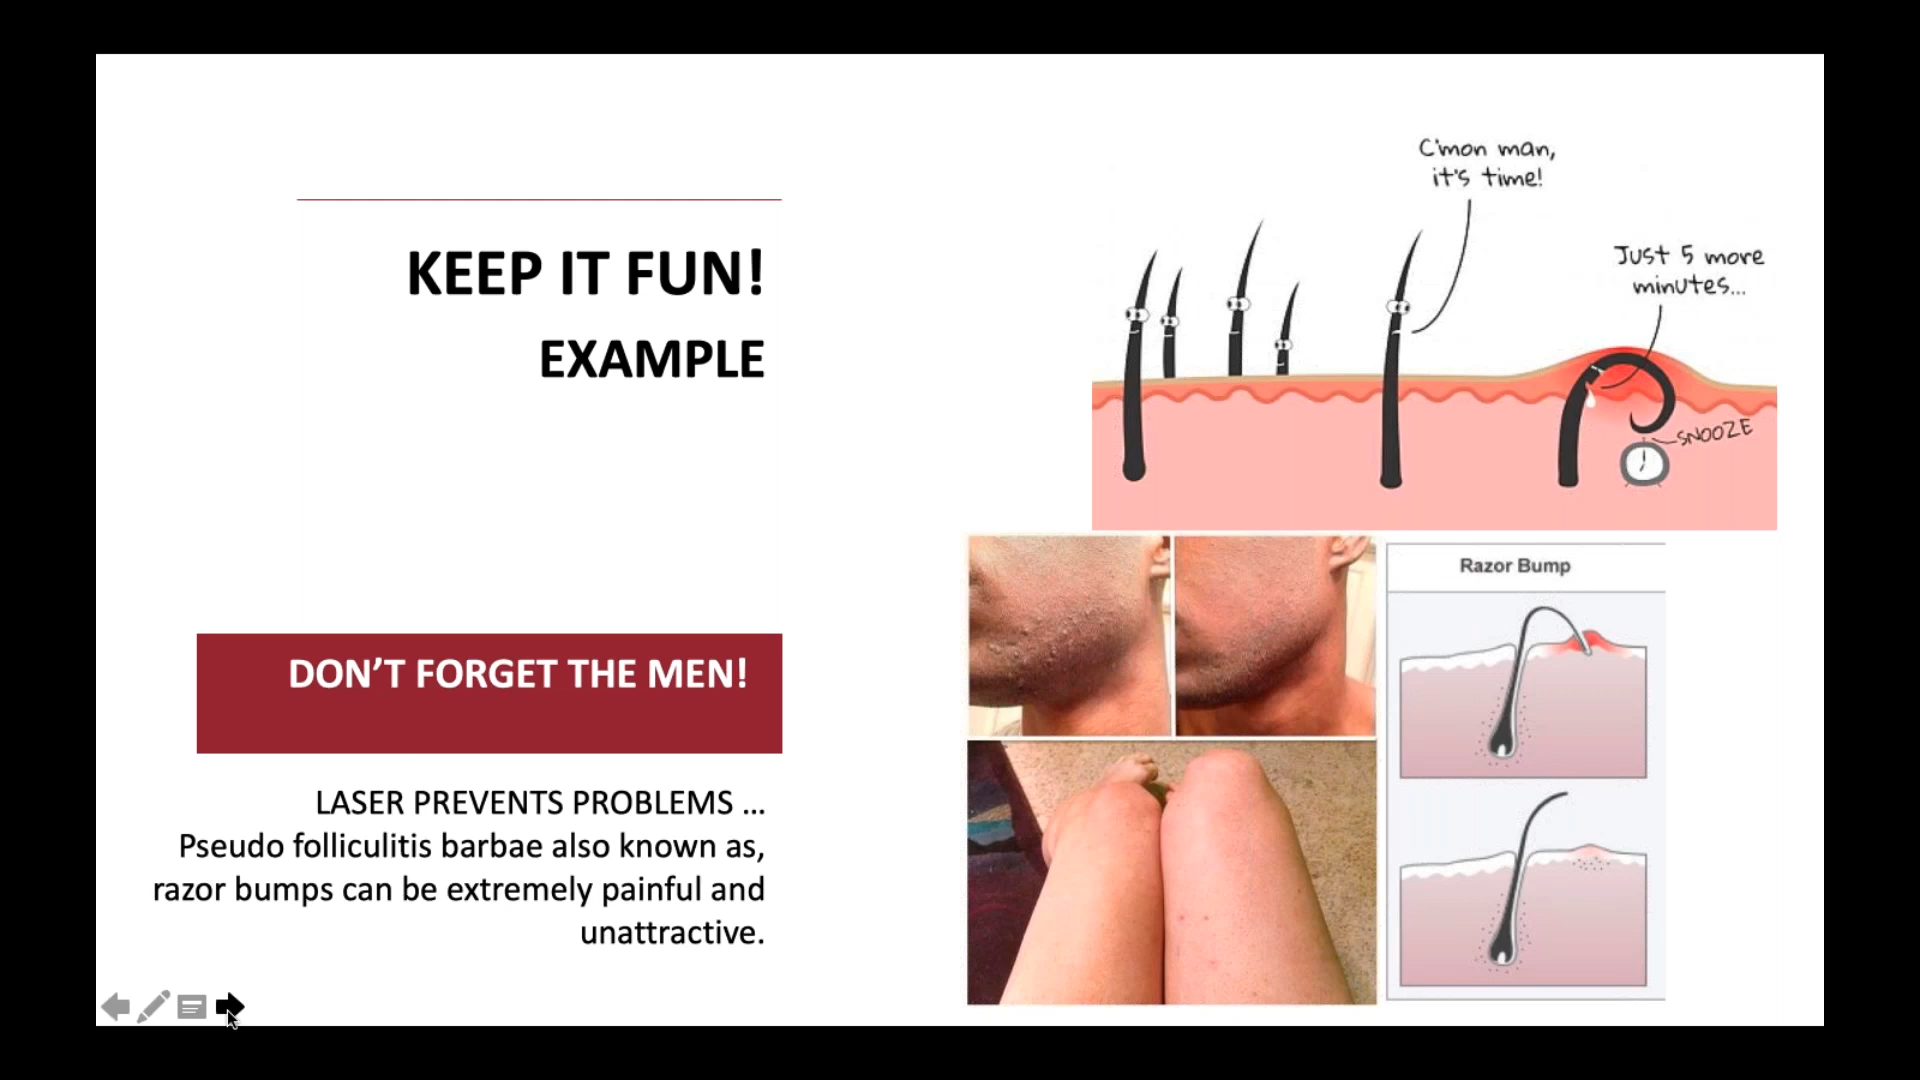 KEEP IT FUN!
EXAMPLE
DON’T FORGET THE MEN!
LASER PREVENTS PROBLEMS ...
Pseudo folliculitis barbae also known as,
razor bumps can be extremely painful and
unattractive.
C'mon man,
it's time!
Just 5 more
minutes...
SNOOZE
Razor Bump